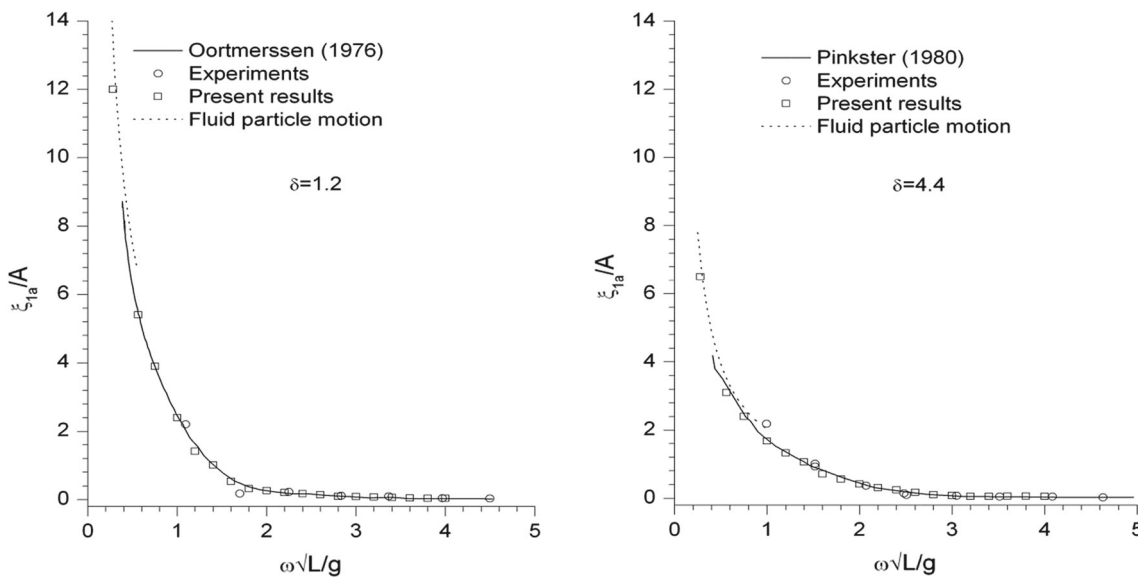 14
12
10
8
6
4
2
0
ξ1a/A
Oortmerssen (1976)
Experiments
Present results
Fluid particle motion
δ=1.2
0 1 2 3 4 5
ω√L/g
14
12
10
8
6
4
2
0
ξ1a/A
Pinkster (1980)
Experiments
Present results
Fluid particle motion
δ=4.4
0 1 2 3 4 5
ω√L/g